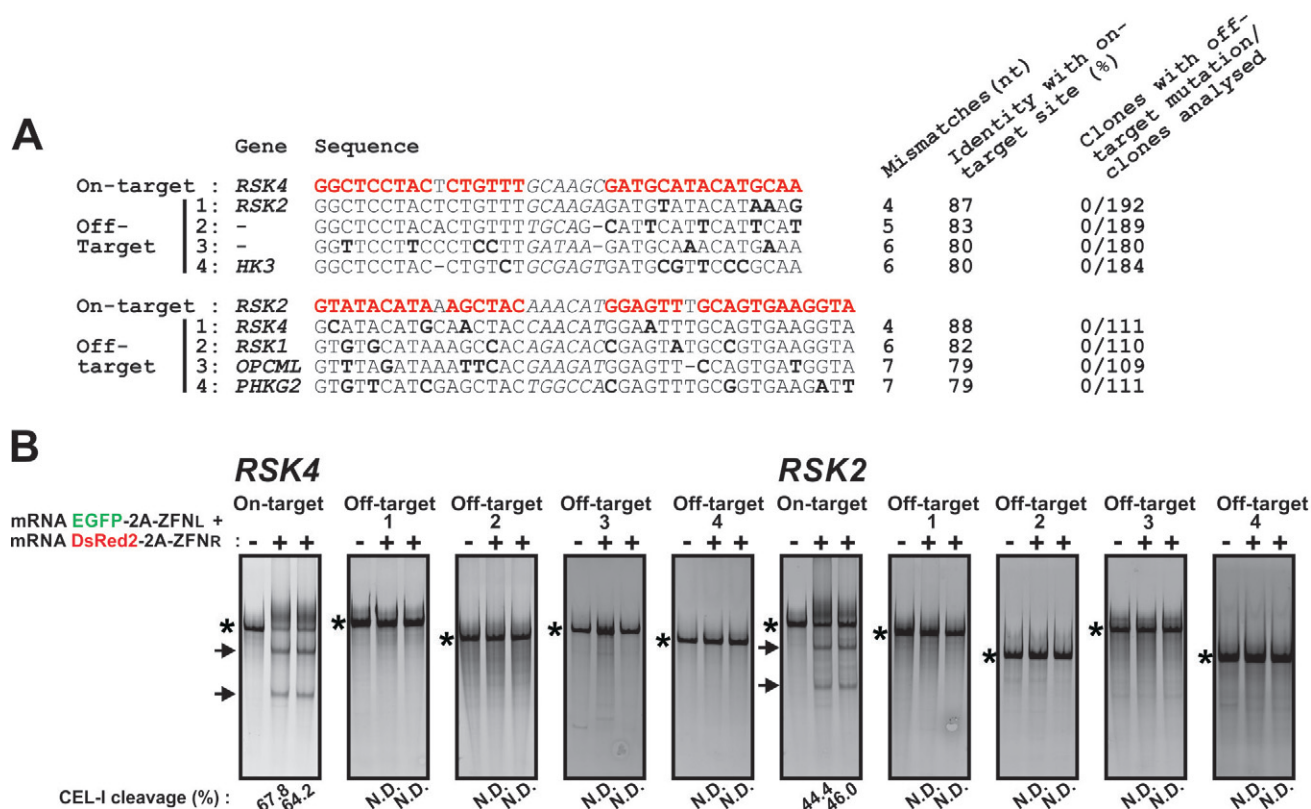 A
Mismatches(nt)
Identity with on-
target site (%)
Clones with off-
target mutation/
clones analysed
Gene Sequence
On-target : RSK4 GGCTCCTACTCTGTTTGCAAGCGATGCATACATGCAA
Off-
Target
1: RSK2 GGCTCCTACTCTGTTTGCAAGAGATGTATACATAAAG 4 87 0/192
2: - GGCTCCTACACTGTTTTGCAG-CATTCATTCATTCAT 5 83 0/189
3: - GGTTCCTTCCCTCCTTGATAA-GATGCAAACATGAAA 6 80 0/180
4: HK3 GGCTCCTAC-CTGTCTGCGAGTGATGCGTTCCCGCAA 6 80 0/184
On-target : RSK2 GTATACATAAAGCTACAAACATGGAGTTTGCAGTGAAGGTA
Off-
target
1: RSK4 GCATACATGCAACTACCAACATGGAATTTGCAGTGAAGGTA 4 88 0/111
2: RSK1 GTGTGCATAAAGCCACAGACACCGAGTATGCCGTGAAGGTA 6 82 0/110
3: OPCML GTTTAGATAAATTCACGAAGATGGAGTT-CCAGTGATGGTA 7 79 0/109
4: PHKG2 GTGTTCATCGAGCTACTGGCCACGAGTTTGCGGTGAAGATT 7 79 0/111
B
RSK4 RSK2
On-target Off-target 1 Off-target 2 Off-target 3 Off-target 4 On-target Off-target 1 Off-target 2 Off-target 3 Off-target 4
mRNA EGFP-2A-ZFNL +
mRNA DsRed2-2A-ZFNR : - + + - + + - + + - + + - + + - + + - + + - + + - + + - + +
* * * * * * * * * *
CEL-I cleavage (%) : 67.8 64.2 N.D. N.D. N.D. N.D. N.D. N.D. N.D. N.D. 44.4 46.0 N.D. N.D. N.D. N.D. N.D. N.D. N.D. N.D.